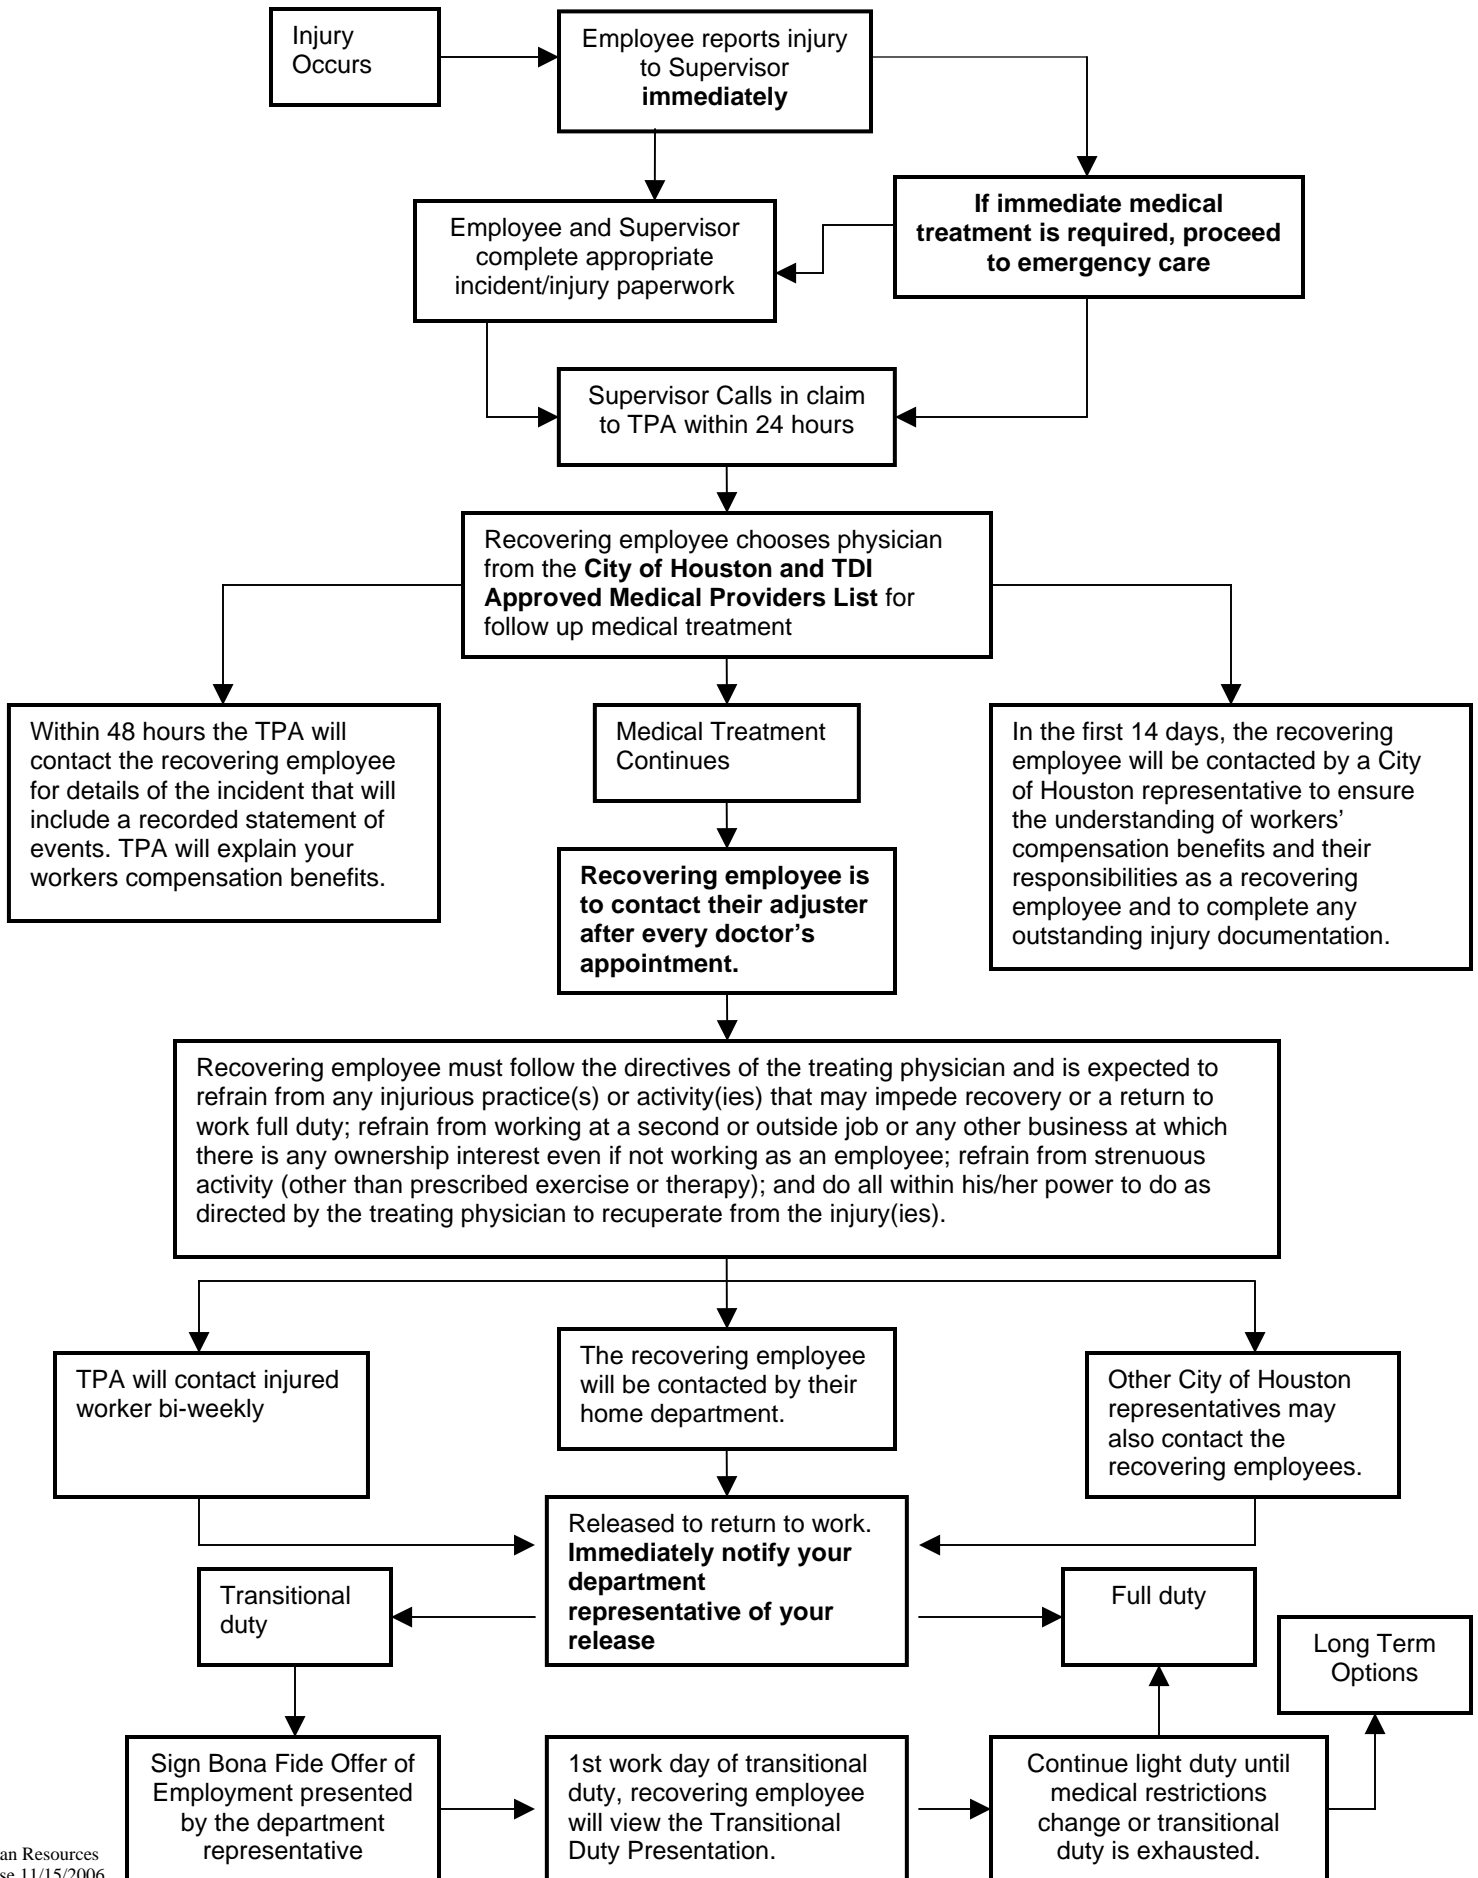 Injury
Occurs
Employee reports injury
to Supervisor
immediately
If immediate medical
treatment is required, proceed
to emergency care
Employee and Supervisor
complete appropriate
incident/injury paperwork
Supervisor Calls in claim
to TPA within 24 hours
Recovering employee chooses physician
from the City of Houston and TDI
Approved Medical Providers List for
follow up medical treatment
Within 48 hours the TPA will
contact the recovering employee
for details of the incident that will
include a recorded statement of
events. TPA will explain your
workers compensation benefits.
Medical Treatment
Continues
In the first 14 days, the recovering
employee will be contacted by a City
of Houston representative to ensure
the understanding of workers’
compensation benefits and their
responsibilities as a recovering
employee and to complete any
outstanding injury documentation.
Recovering employee is
to contact their adjuster
after every doctor’s
appointment.
Recovering employee must follow the directives of the treating physician and is expected to
refrain from any injurious practice(s) or activity(ies) that may impede recovery or a return to
work full duty; refrain from working at a second or outside job or any other business at which
there is any ownership interest even if not working as an employee; refrain from strenuous
activity (other than prescribed exercise or therapy); and do all within his/her power to do as
directed by the treating physician to recuperate from the injury(ies).
TPA will contact injured
worker bi-weekly
The recovering employee
will be contacted by their
home department.
Other City of Houston
representatives may
also contact the
recovering employees.
Released to return to work.
Immediately notify your
department
representative of your
release
Transitional
duty
Full duty
Long Term
Options
Sign Bona Fide Offer of
Employment presented
by the department
representative
1st work day of transitional
duty, recovering employee
will view the Transitional
Duty Presentation.
Continue light duty until
medical restrictions
change or transitional
duty is exhausted.
an Resources
se 11/15/2006